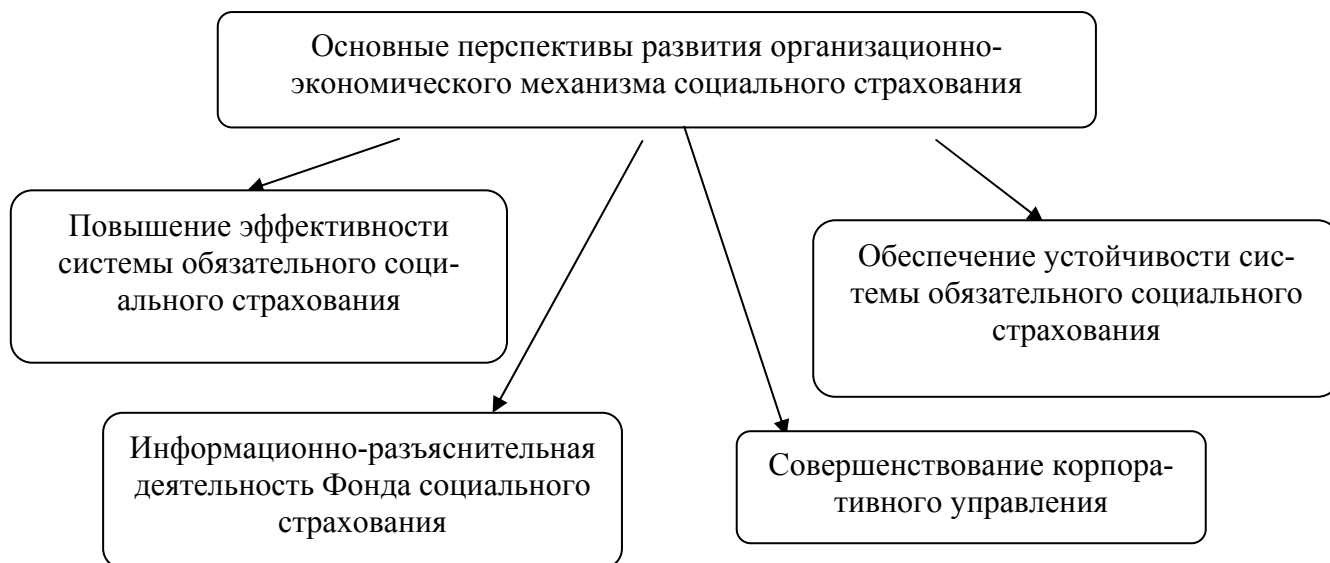 Основные перспективы развития организационно-
экономического механизма социального страхования
Повышение эффективности
системы обязательного соци-
ального страхования
Обеспечение устойчивости сис-
темы обязательного социального
страхования
Информационно-разъяснительная
деятельность Фонда социального
страхования
Совершенствование корпора-
тивного управления